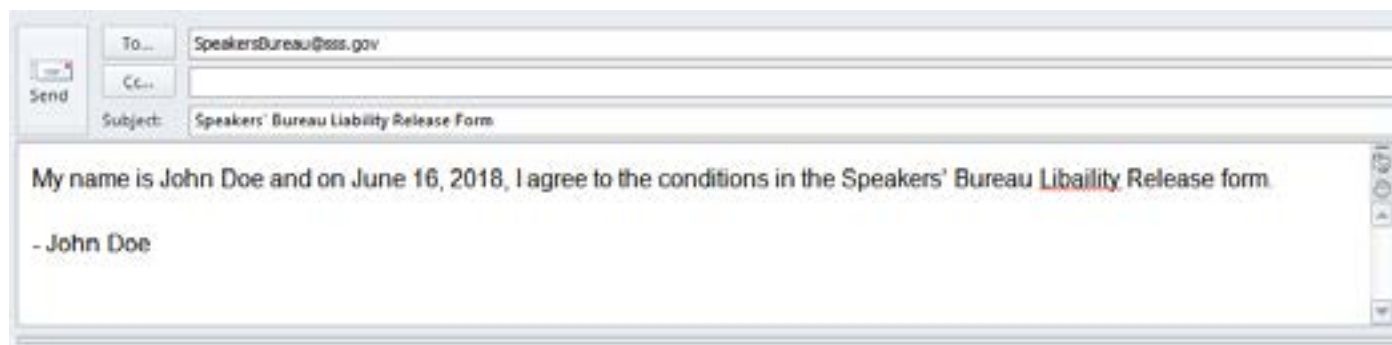 To...
SpeakersBureau@sss.gov
Cc...
Send
Subject:
Speakers' Bureau Liability Release Form
My name is John Doe and on June 16, 2018, I agree to the conditions in the Speakers' Bureau Libaillity Release form.
- John Doe